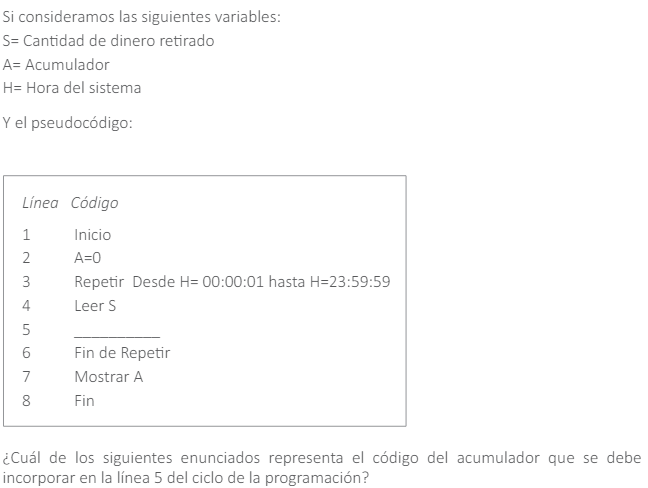 Si consideramos las siguientes variables:
S= Cantidad de dinero retirado
A= Acumulador
H= Hora del sistema
Y el pseudocódigo:
Línea Código
1 Inicio
2 A=0
3 Repetir Desde H= 00:00:01 hasta H=23:59:59
4 Leer S
5 __________
6 Fin de Repetir
7 Mostrar A
8 Fin
¿Cuál de los siguientes enunciados representa el código del acumulador que se debe
incorporar en la línea 5 del ciclo de la programación?